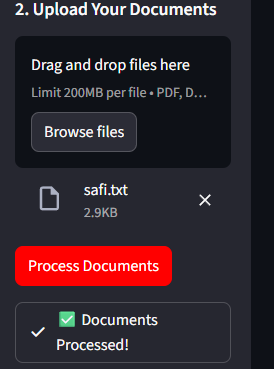 2. Upload Your Documents
Drag and drop files here
Limit 200MB per file • PDF, D...
Browse files
safi.txt
2.9KB
Process Documents
✅ Documents
Processed!